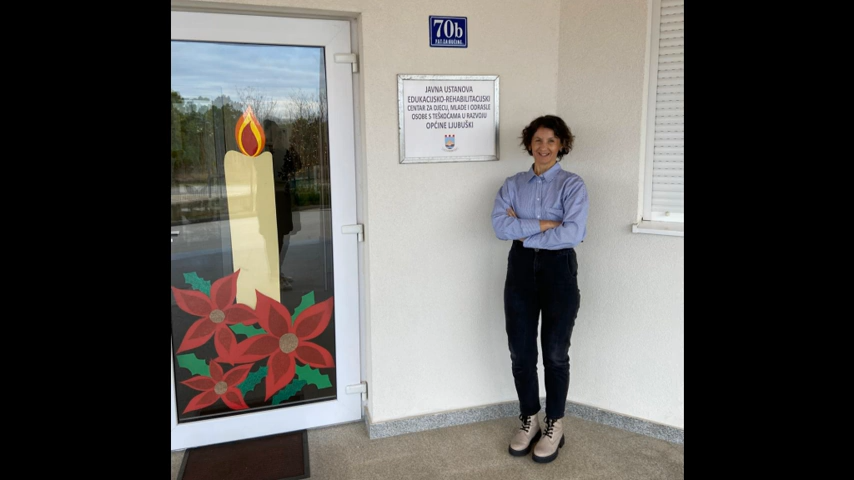 70b
JAVNA USTANOVA
EDUKACIJSKO-REHABILITACIJSKI
CENTAR ZA DJECU, MLADE I ODRASLE
OSOBE S TEŠKOĆAMA U RAZVOJU
OPĆINE LJUBUŠKI